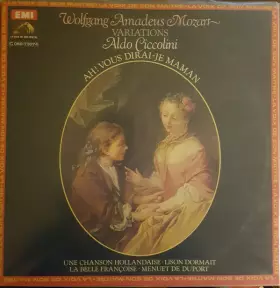 Wolfgang Amadeus Mozart
EMI
VARIATIONS
Aldo Ciccolini
AH! VOUS DIRAI-JE MAMAN
UNE CHANSON HOLLANDAISE · LISON DORMAIT
LA BELLE FRANÇOISE · MENUET DE DUPORT